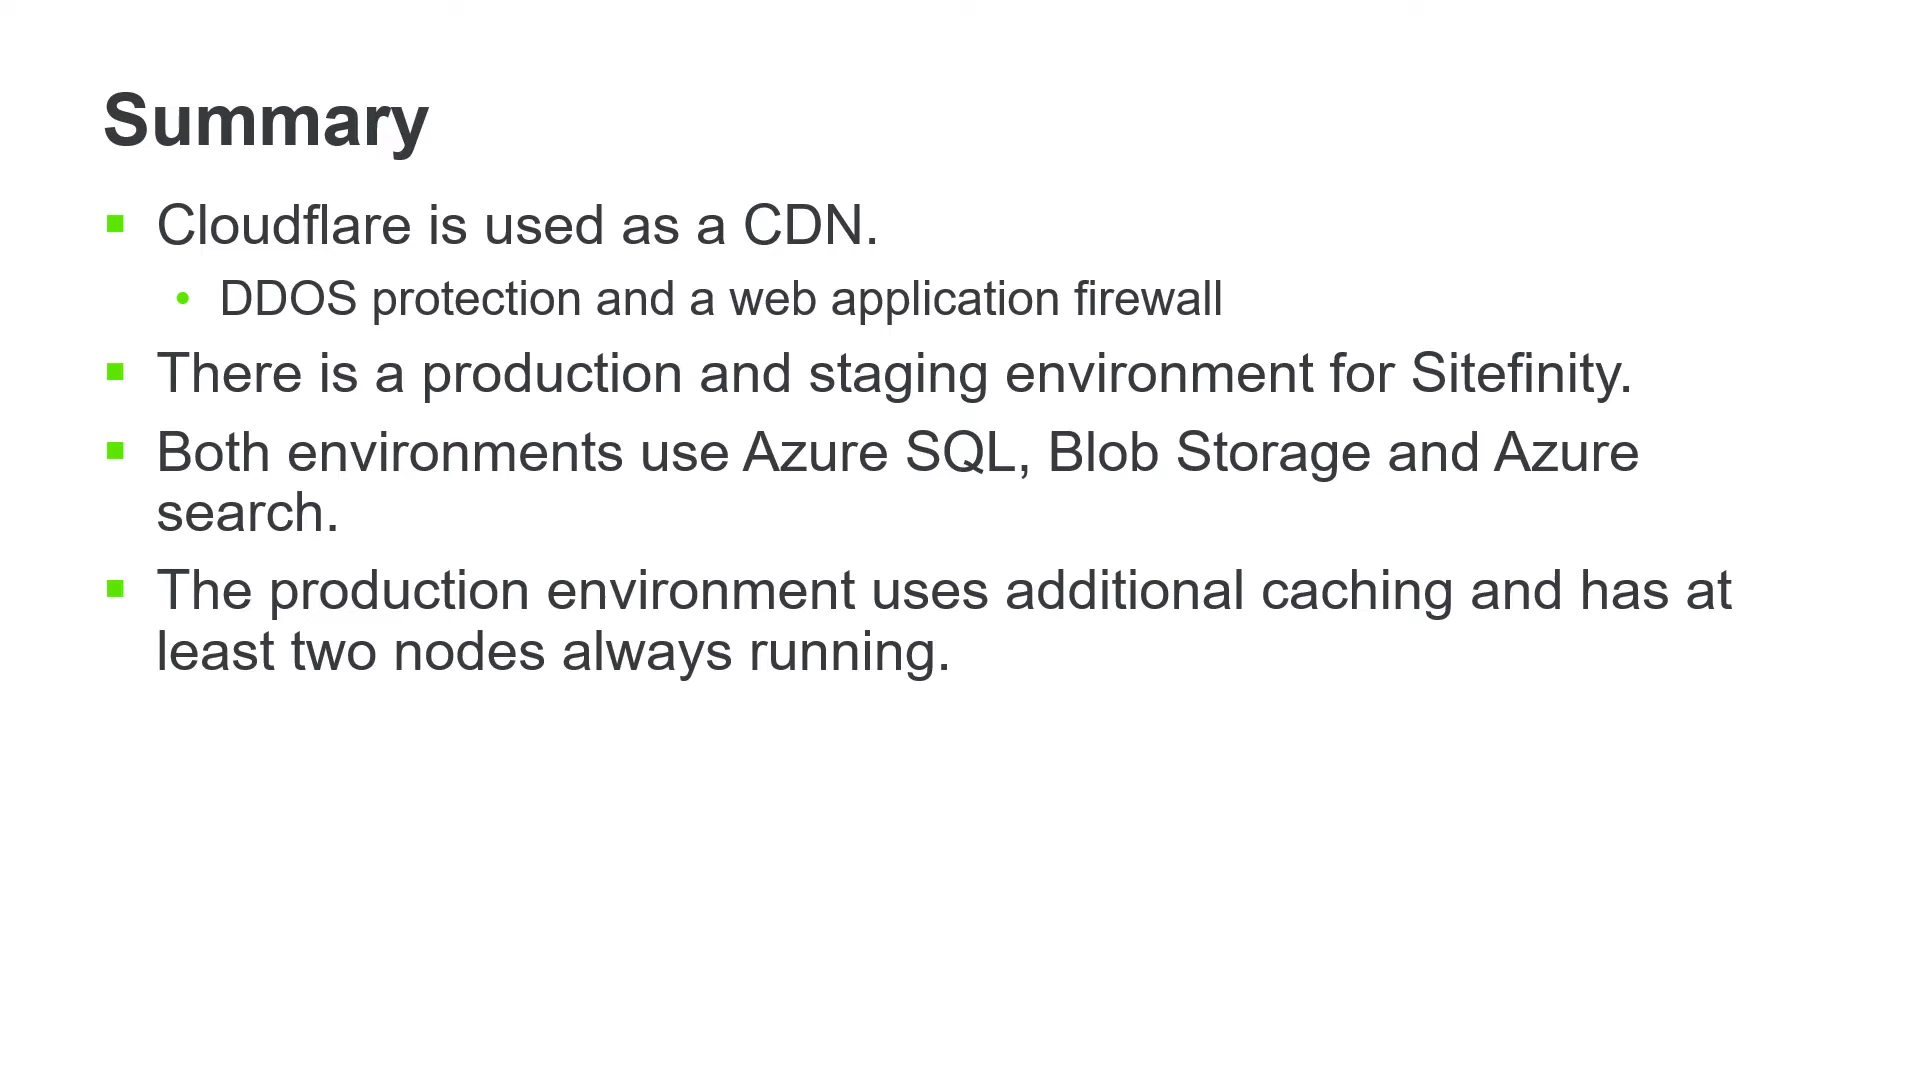 Summary
Cloudflare is used as a CDN.
DDOS protection and a web application firewall
There is a production and staging environment for Sitefinity.
Both environments use Azure SQL, Blob Storage and Azure
search.
The production environment uses additional caching and has at
least two nodes always running.